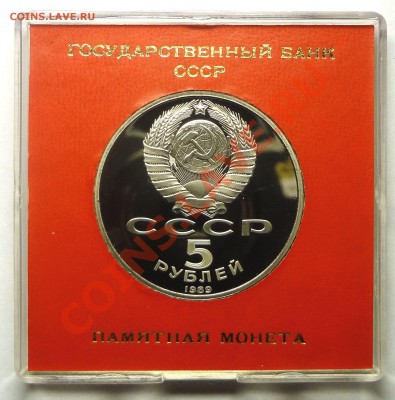 COINS.LAVE.RU
ГОСУДАРСТВЕННЫЙ БАНК
СССР
СССР
5
РУБЛЕЙ
1989
ПАМЯТНАЯ МОНЕТА